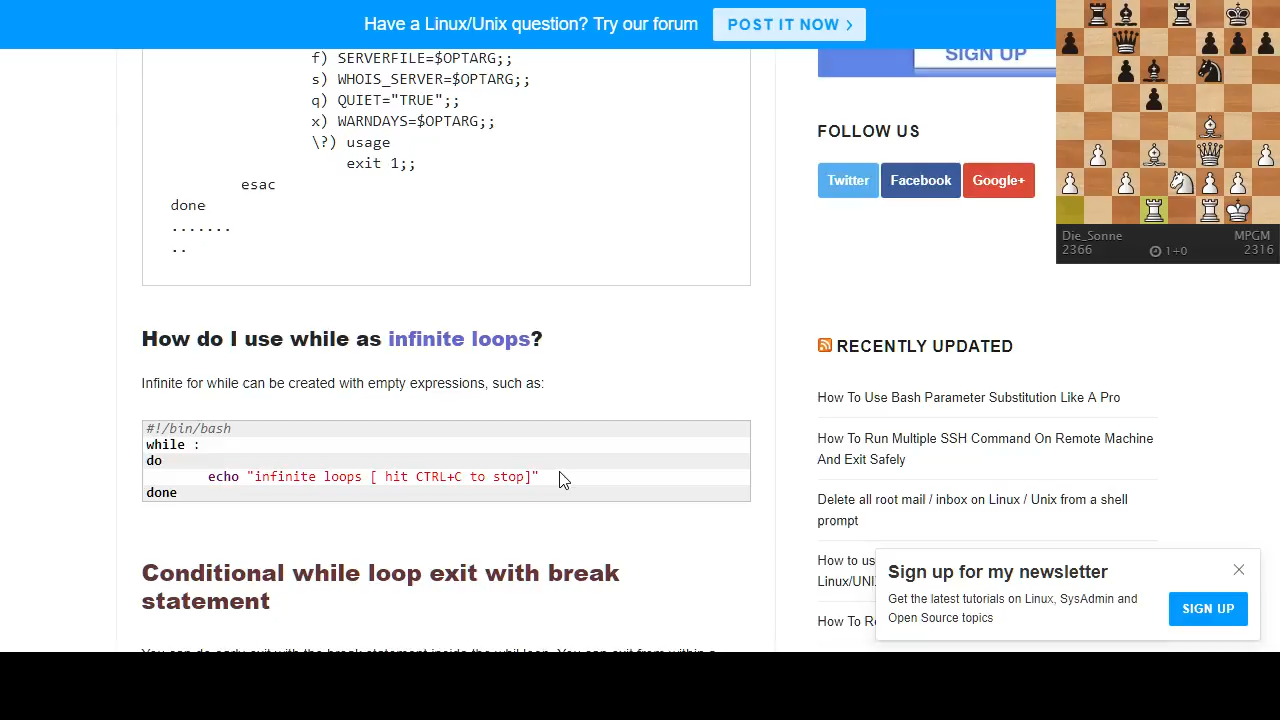 Have a Linux/Unix question? Try our forum
POST IT NOW >
f) SERVERFILE=$OPTARG;;
s) WHOIS_SERVER=$OPTARG;;
q) QUIET="TRUE";;
x) WARNDAYS=$OPTARG;;
\?) usage
exit 1;;
esac
done
.......
..
How do I use while as infinite loops?
Infinite for while can be created with empty expressions, such as:
#!/bin/bash
while :
do
echo "infinite loops [ hit CTRL+C to stop]"
done
Conditional while loop exit with break
statement
SIGN UP
FOLLOW US
Twitter
Facebook
Google+
RECENTLY UPDATED
How To Use Bash Parameter Substitution Like A Pro
How To Run Multiple SSH Command On Remote Machine
And Exit Safely
Delete all root mail / inbox on Linux / Unix from a shell
prompt
How to us
Linux/UNI
How To R
Sign up for my newsletter
Get the latest tutorials on Linux, SysAdmin and
Open Source topics
SIGN UP
Die_Sonne
2366
1+0
MPGM
2316